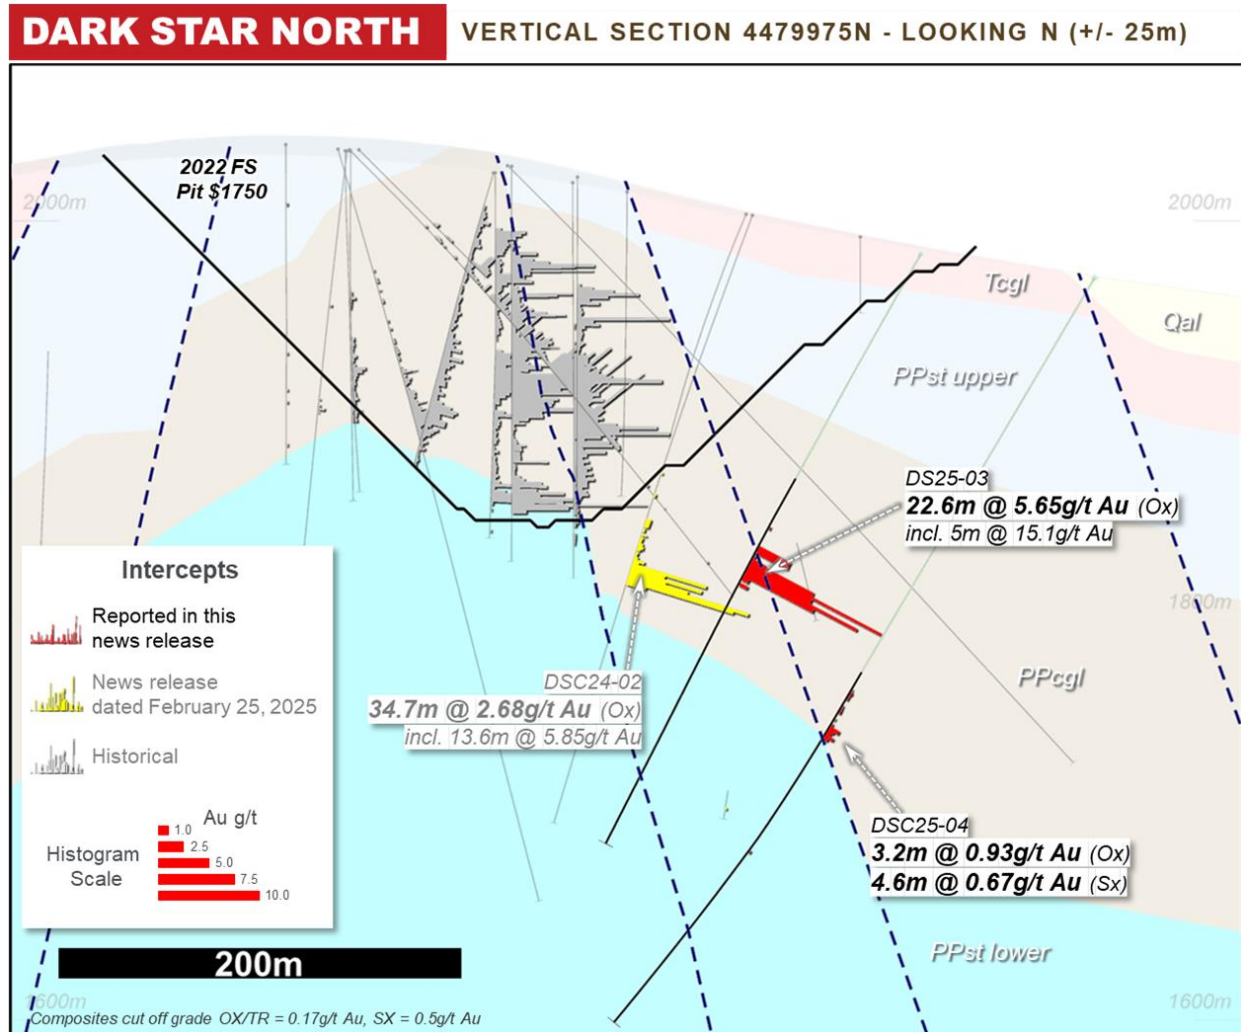 DARK STAR NORTH
VERTICAL SECTION 4479975N - LOOKING N (+/- 25m)
2022 FS
Pit $1750
2000m
2000m
Tcgl
Qal
PPst upper
DS25-03
22.6m @ 5.65g/t Au (Ox)
incl. 5m @ 15.1g/t Au
1800m
Intercepts
Reported in this
news release
News release
dated February 25, 2025
Historical
Au g/t
Histogram
Scale
1.0
2.5
5.0
7.5
10.0
DSC24-02
34.7m @ 2.68g/t Au (Ox)
incl. 13.6m @ 5.85g/t Au
PPcgl
DSC25-04
3.2m @ 0.93g/t Au (Ox)
4.6m @ 0.67g/t Au (Sx)
PPst lower
200m
1600m
1600m
Composites cut off grade OX/TR = 0.17g/t Au, SX = 0.5g/t Au